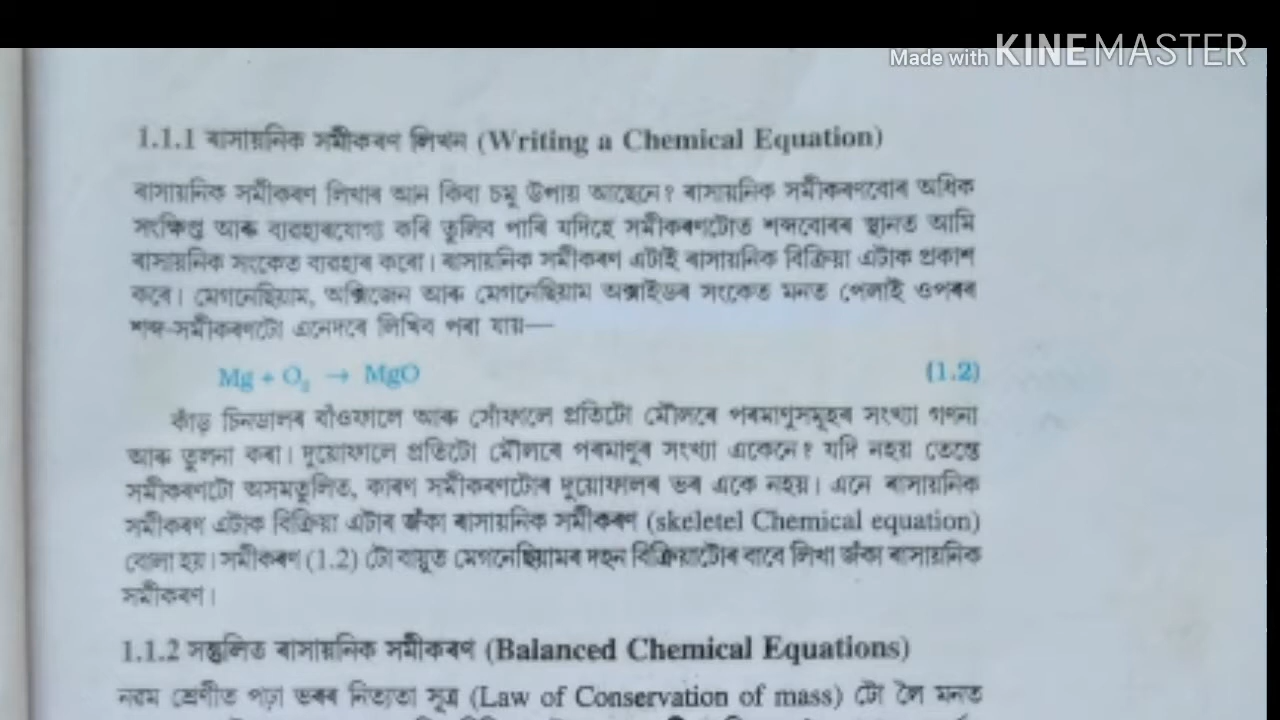 Made with KINEMASTER
1.1.1 ৰাসায়নিক সমীকৰণ লিখন (Writing a Chemical Equation)
ৰাসায়নিক সমীকৰণ লিখাৰ আন কিবা চমু উপায় আছেনে? ৰাসায়নিক সমীকৰণবোৰ অধিক
সংক্ষিপ্ত আৰু ব্যৱহাৰযোগ্য কৰি তুলিব পাৰি যদিহে সমীকৰণটোত শব্দবোৰৰ স্থানত আমি
ৰাসায়নিক সংকেত ব্যৱহাৰ কৰো। ৰাসায়নিক সমীকৰণ এটাই ৰাসায়নিক বিক্ৰিয়া এটাক প্ৰকাশ
কৰে। মেগনেছিয়াম, অক্সিজেন আৰু মেগনেছিয়াম অক্সাইডৰ সংকেত মনত পেলাই ওপৰৰ
শব্দ-সমীকৰণটো এনেদৰে লিখিব পৰা যায়—
Mg + O₂ → MgO (1.2)
কাঁড় চিনডালৰ বাঁওফালে আৰু সোঁফালে প্ৰতিটো মৌলৰে পৰমাণুসমূহৰ সংখ্যা গণনা
আৰু তুলনা কৰা। দুয়োফালে প্ৰতিটো মৌলৰে পৰমাণুৰ সংখ্যা একেনে? যদি নহয় তেন্তে
সমীকৰণটো অসমতুলিত, কাৰণ সমীকৰণটোৰ দুয়োফালৰ ভৰ একে নহয়। এনে ৰাসায়নিক
সমীকৰণ এটাক বিক্ৰিয়া এটাৰ জঁকা ৰাসায়নিক সমীকৰণ (skeletel Chemical equation)
বোলা হয়। সমীকৰণ (1.2) টো বায়ুত মেগনেছিয়ামৰ দহন বিক্ৰিয়াটোৰ বাবে লিখা জঁকা ৰাসায়নিক
সমীকৰণ।
1.1.2 সন্তুলিত ৰাসায়নিক সমীকৰণ (Balanced Chemical Equations)
নৱম শ্ৰেণীত পঢ়া ভৰৰ নিত্যতা সূত্ৰ (Law of Conservation of mass) টো লৈ মনত